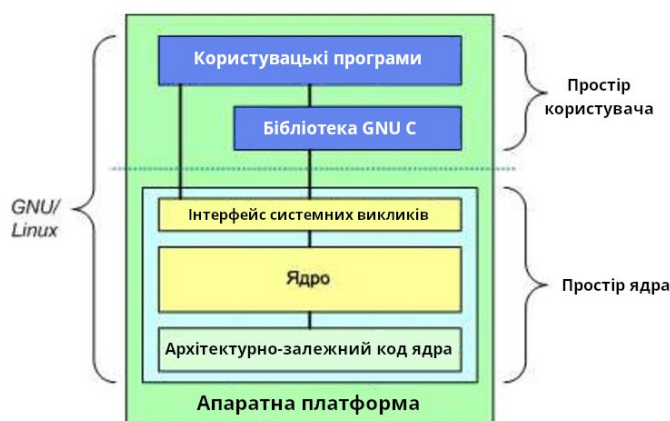 Користувацькі програми
Простір
користувача
Бібліотека GNU C
GNU/
Linux
Інтерфейс системних викликів
Ядро
Простір ядра
Архітектурно-залежний код ядра
Апаратна платформа